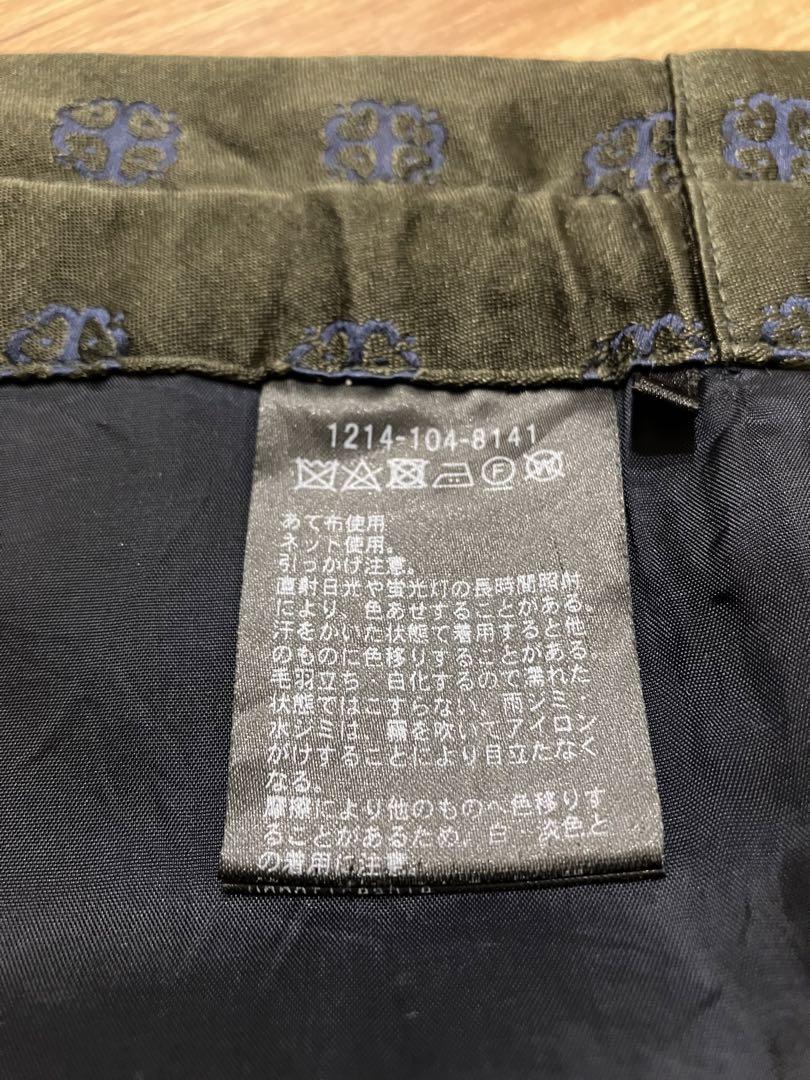 1214-104-8141
F W
あて布使用
ネット使用。
引っかけ注意。
直射日光や蛍光灯の長時間照射
により、色あせすることがある。
汗をかいた状態で着用すると他
のものに色移りすることがある
毛羽立ち 白化するので濡れた
状態ではこすらない、雨ジミ・
水ジミは、霧を吹いてアイロン
がけすることにより目立たなく
なる。
摩擦により他のものへ色移りす
ることがあるため、白・淡色と
の着用に注意。